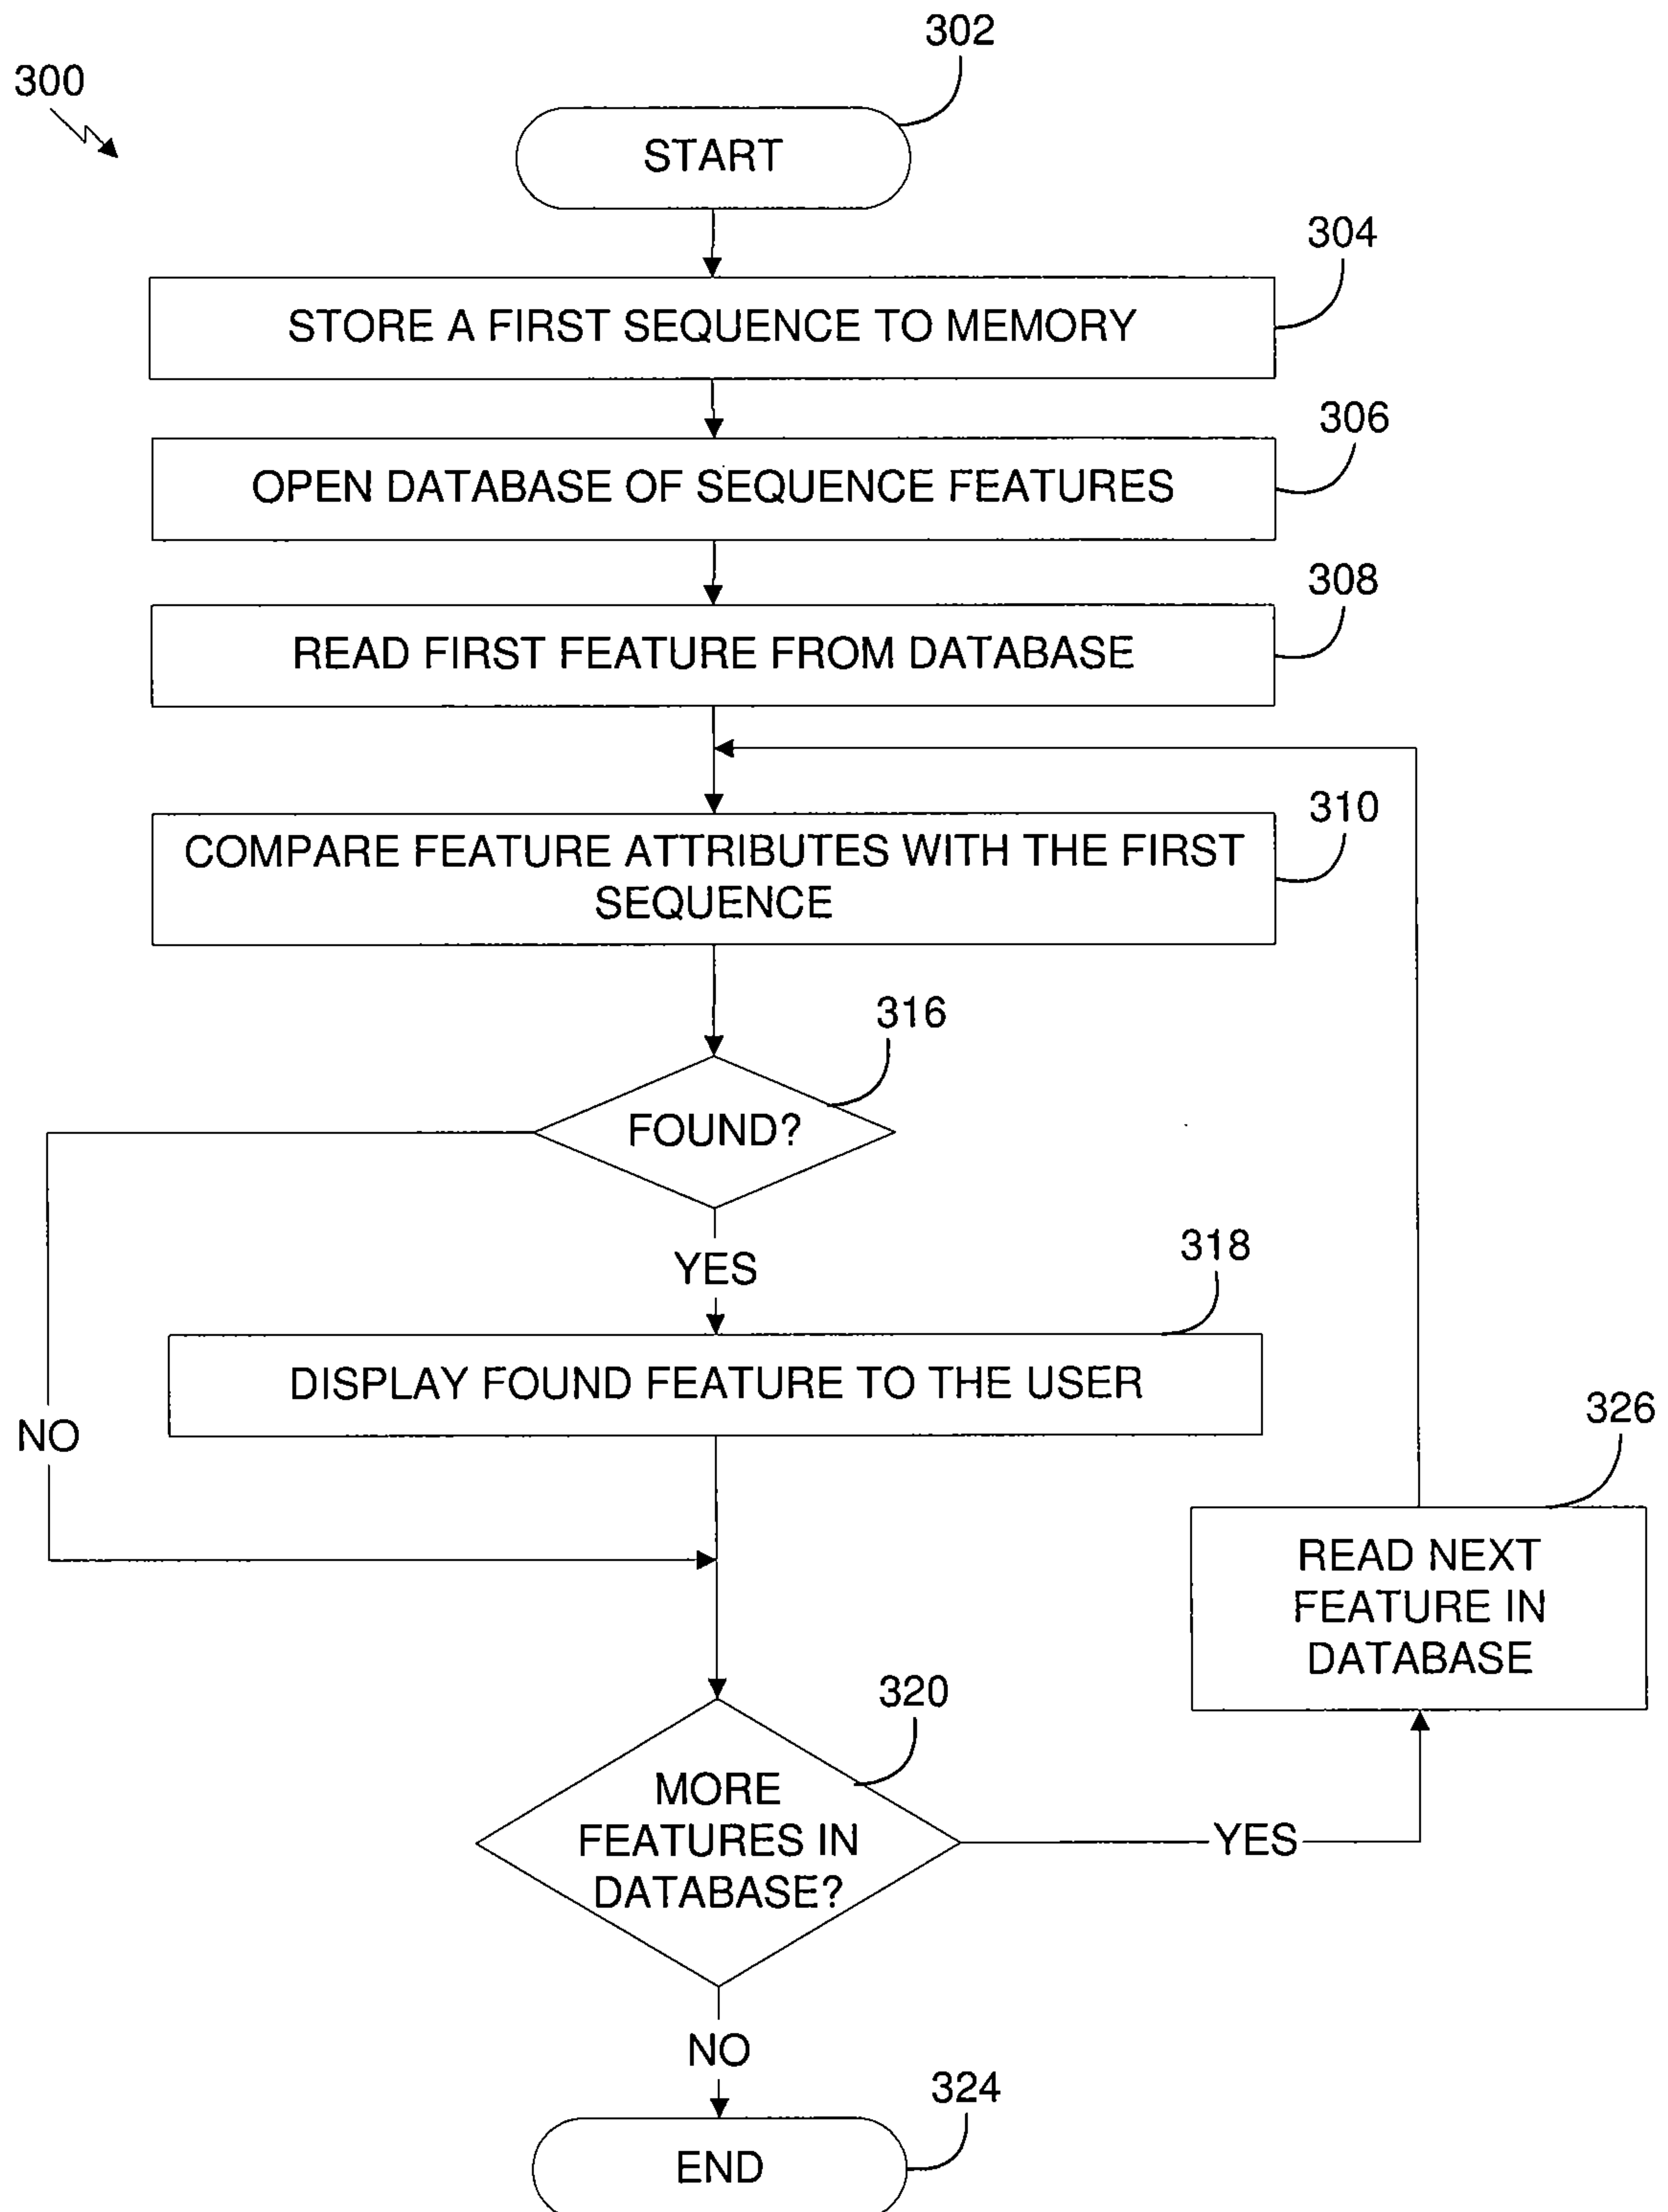 302
300
START
304
STORE A FIRST SEQUENCE TO MEMORY
306
OPEN DATABASE OF SEQUENCE FEATURES
308
READ FIRST FEATURE FROM DATABASE
310
COMPARE FEATURE ATTRIBUTES WITH THE FIRST
SEQUENCE
316
FOUND?
YES
318
DISPLAY FOUND FEATURE TO THE USER
NO
326
READ NEXT
FEATURE IN
DATABASE
320
MORE
FEATURES IN
DATABASE?
YES
NO
324
END